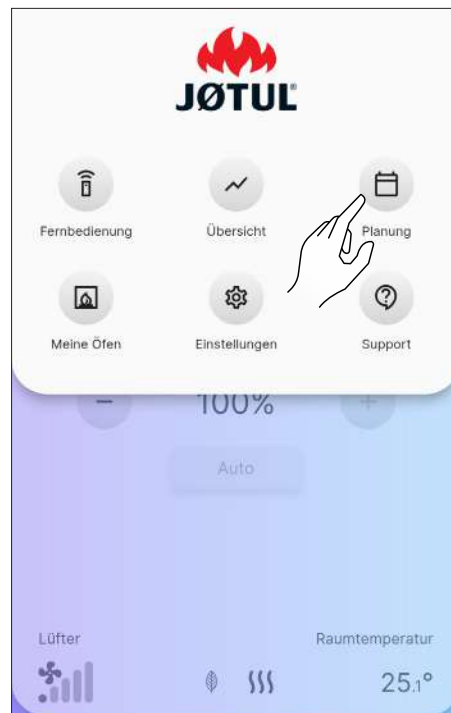 JØTUL
Fernbedienung Übersicht Planung
Meine Öfen Einstellungen Support
− 100% +
Auto
Lüfter Raumtemperatur
25.1°